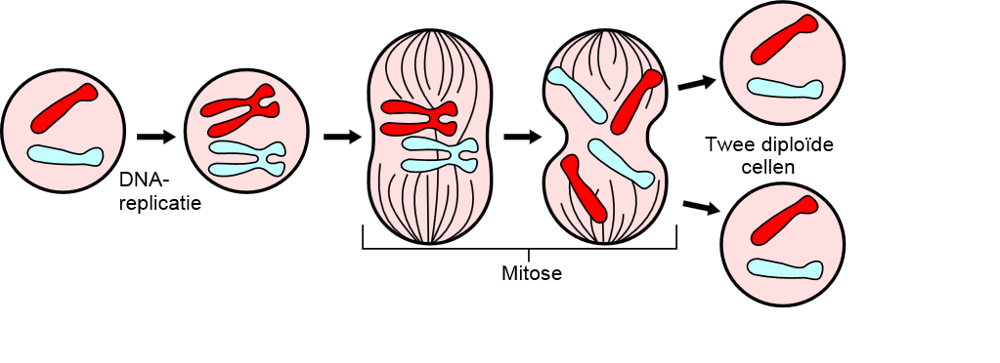 DNA-
replicatie
Mitose
Twee diploïde
cellen